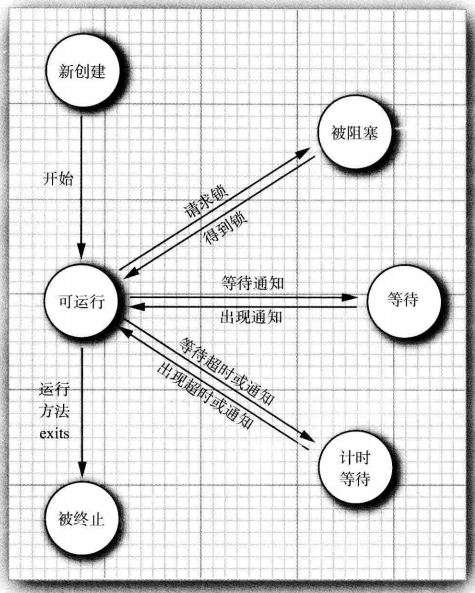 新创建
被阻塞
开始
请求锁
得到锁
可运行
等待通知
出现通知
等待
等待超时或通知
出现超时或通知
运行
方法
exits
计时
等待
被终止